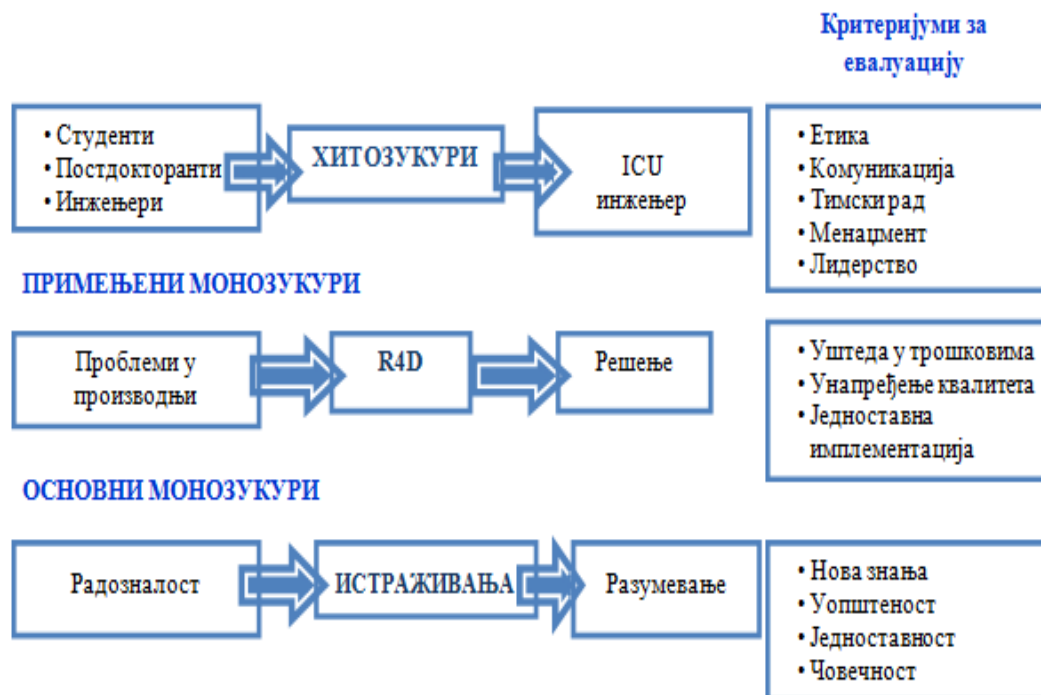 Критеријуми за
евалуацију
• Студенти
• Постдокторанти
• Инжењери
ХИТОЗУКУРИ
ICU
инжењер
• Етика
• Комуникација
• Тимски рад
• Менаџмент
• Лидерство
ПРИМЕЊЕНИ МОНОЗУКУРИ
Проблеми у
производњи
R4D
Решење
• Уштеда у трошковима
• Унапређење квалитета
• Једноставна
имплементација
ОСНОВНИ МОНОЗУКУРИ
Радозналост
ИСТРАЖИВАЊА
Разумевање
• Нова знања
• Уопштеност
• Једноставност
• Човечност